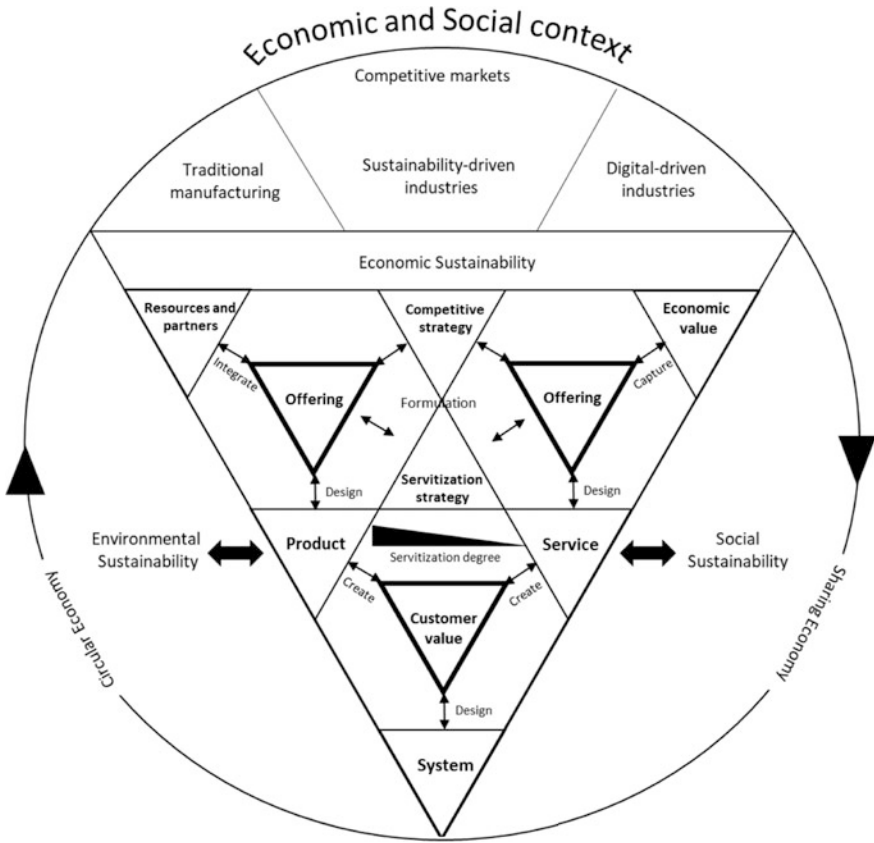 Economic and Social context
Competitive markets
Traditional
manufacturing
Sustainability-driven
industries
Digital-driven
industries
Economic Sustainability
Resources and
partners
Competitive
strategy
Economic
value
Integrate
Offering
Formulation
Offering
Capture
Design
Servitization
strategy
Design
Environmental
Sustainability
Product
Servitization degree
Service
Social
Sustainability
Create
Customer
value
Create
Design
System
Circular Economy
Sharing Economy